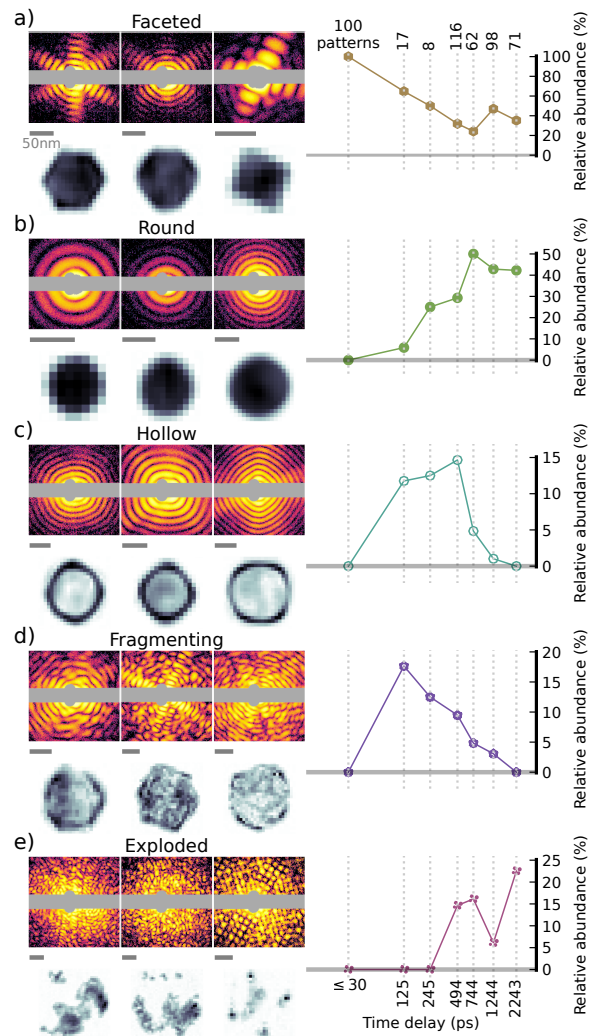 a)
Faceted
50nm
100
patterns
17
8
116
62
98
71
100
80
60
40
20
0
Relative abundance (%)
b)
Round
50
40
30
20
10
0
Relative abundance (%)
c)
Hollow
15
10
5
0
Relative abundance (%)
d)
Fragmenting
20
15
10
5
0
Relative abundance (%)
e)
Exploded
25
20
15
10
5
0
Relative abundance (%)
≤ 30
125
245
494
744
1244
2243
Time delay (ps)